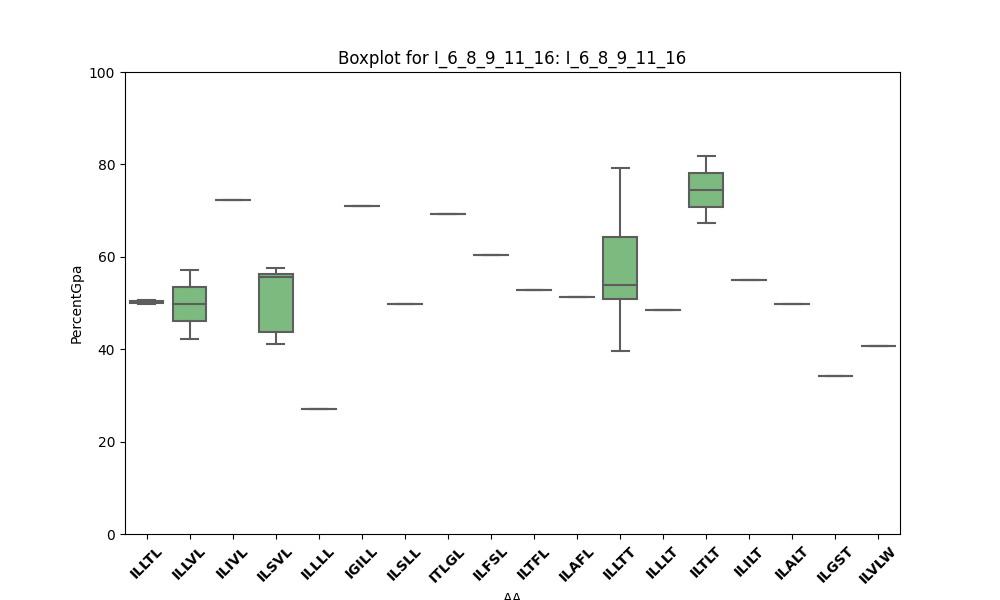 Boxplot for I_6_8_9_11_16: I_6_8_9_11_16
PercentGpa
100
80
60
40
20
0
ILLTL
ILLVL
ILIVL
ILSVL
ILLLL
IGILL
ILSLL
ITLGL
ILFSL
ILTFL
ILAFL
ILLTT
ILLLT
ILTLT
ILILT
ILALT
ILGST
ILVLW
AA